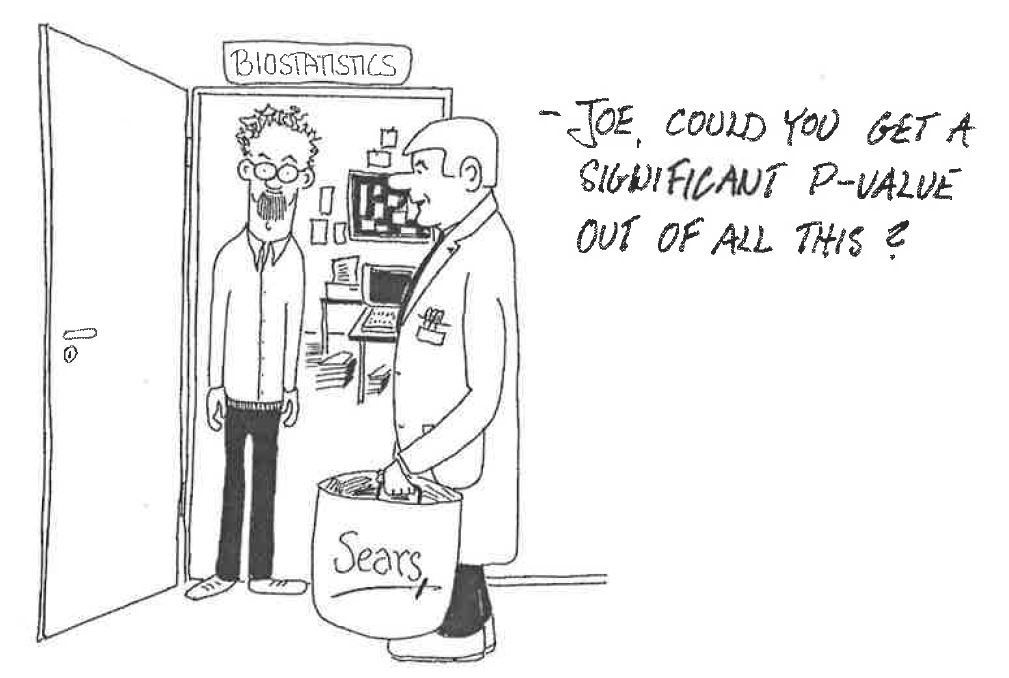 BIOSTATISTICS
- JOE, COULD YOU GET A
SIGNIFICANT P-VALUE
OUT OF ALL THIS?
Sears